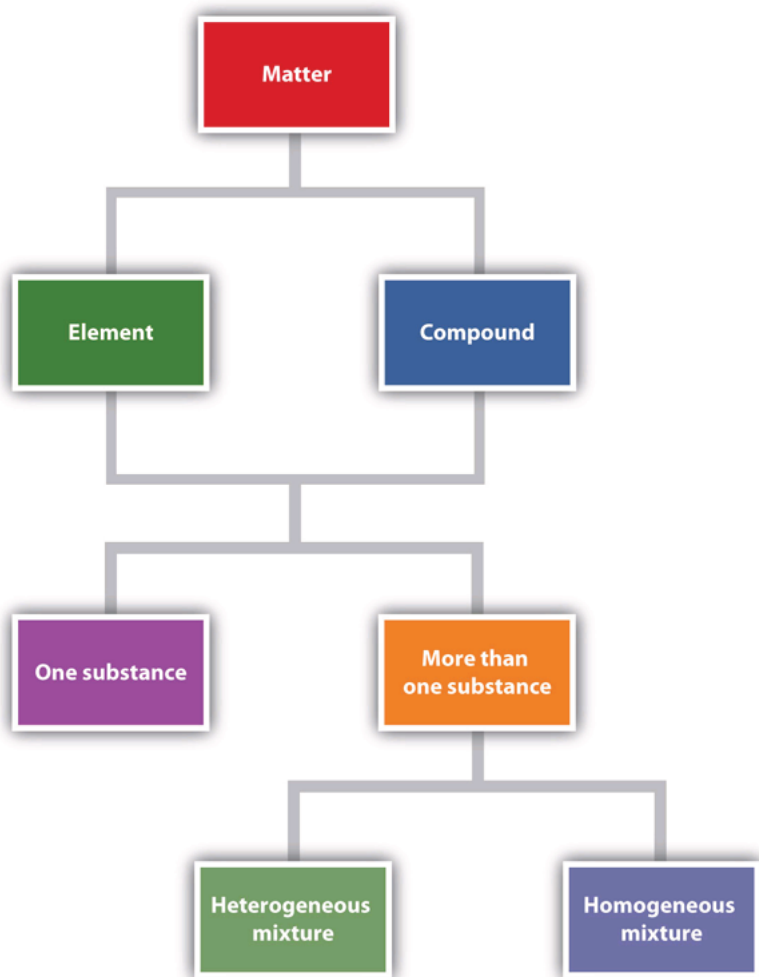 Matter
Element
Compound
One substance
More than
one substance
Heterogeneous
mixture
Homogeneous
mixture